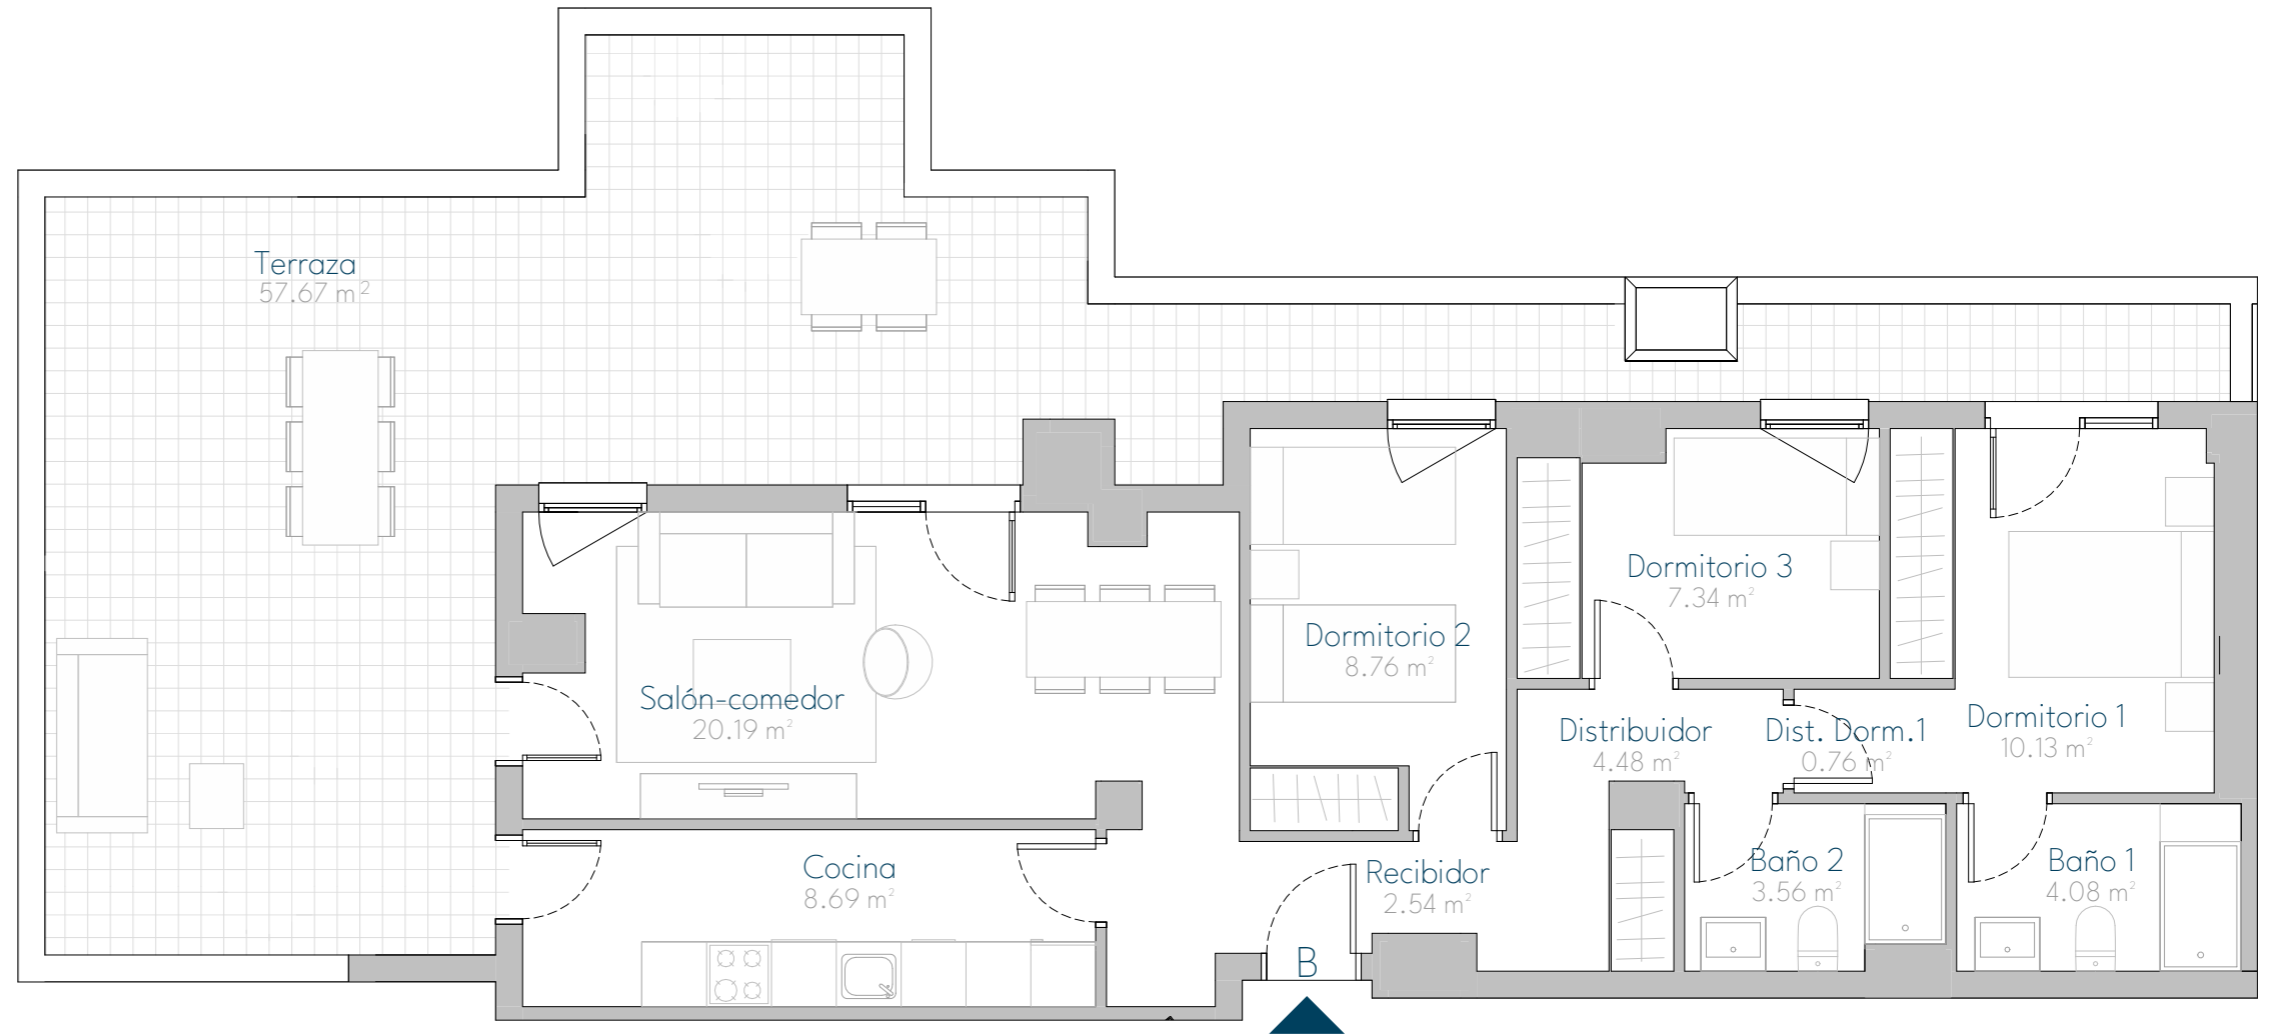 Terraza
57.67 m²
Dormitorio 3
7.34 m²
Dormitorio 2
8.76 m²
Salón-comedor
20.19 m²
Distribuidor
4.48 m²
Dist. Dorm.1
0.76 m²
Dormitorio 1
10.13 m²
Cocina
8.69 m²
Recibidor
2.54 m²
Baño 2
3.56 m²
Baño 1
4.08 m²
B